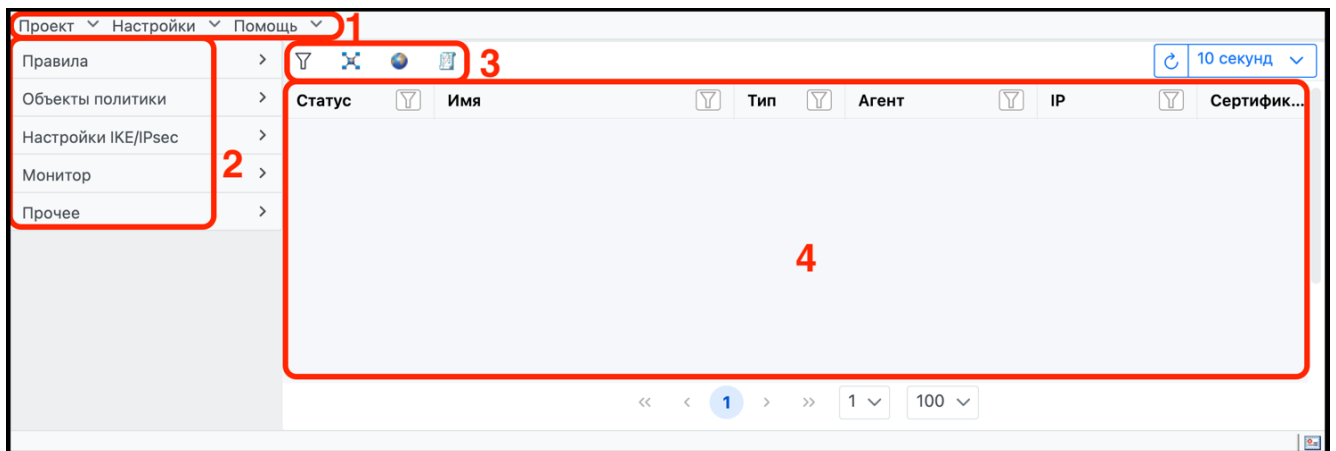 Проект Настройки Помощь 1
Правила
Объекты политики
Настройки IKE/IPsec
Монитор
Прочее
2
3
10 секунд
Статус Имя Тип Агент IP Сертифик...
4
1 1 100